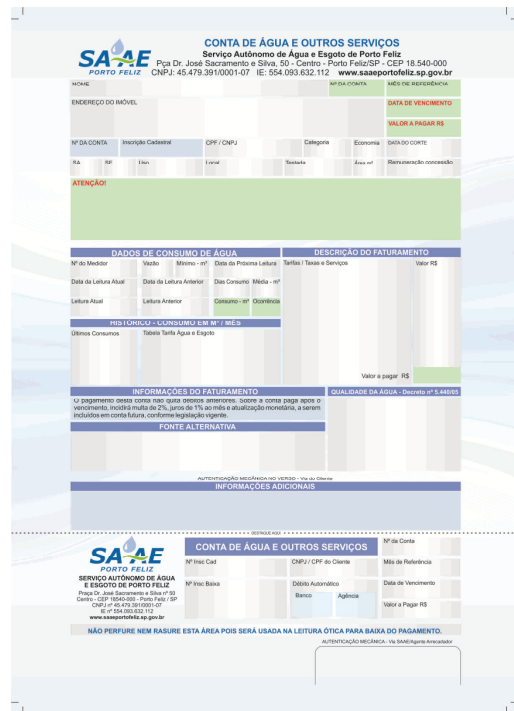 CONTA DE ÁGUA E OUTROS SERVIÇOS
Serviço Autônomo de Água e Esgoto de Porto Feliz
SAAE
PORTO FELIZ
Pça Dr. José Sacramento e Silva, 50 - Centro - Porto Feliz/SP - CEP 18.540-000
CNPJ: 45.479.391/0001-07 IE: 554.093.632.112 www.saaeportofeliz.sp.gov.br
NOME Nº DA CONTA MÊS DE REFERÊNCIA
ENDEREÇO DO IMÓVEL DATA DE VENCIMENTO
VALOR A PAGAR R$
Nº DA CONTA Inscrição Cadastral CPF / CNPJ Categoria Economia DATA DO CORTE
SA SE Uso Local Testada Área m² Remuneração concessão
ATENÇÃO!
DADOS DE CONSUMO DE ÁGUA DESCRIÇÃO DO FATURAMENTO
Nº do Medidor Vazão Mínimo - m³ Data da Próxima Leitura Tarifas / Taxas e Serviços Valor R$
Data da Leitura Atual Data da Leitura Anterior Dias Consumo Média - m³
Leitura Atual Leitura Anterior Consumo - m³ Ocorrência
HISTÓRICO - CONSUMO EM M³ / MÊS
Últimos Consumos Tabela Tarifa Água e Esgoto
Valor a pagar R$
INFORMAÇÕES DO FATURAMENTO QUALIDADE DA ÁGUA - Decreto nº 5.440/05
O pagamento desta conta não quita débitos anteriores. Sobre a conta paga após o
vencimento, incidirá multa de 2%, juros de 1% ao mês e atualização monetária, a serem
incluídos em conta futura, conforme legislação vigente.
FONTE ALTERNATIVA
AUTENTICAÇÃO MECÂNICA NO VERSO - Via do Cliente
INFORMAÇÕES ADICIONAIS
DESTAQUE AQUI
SAAE
PORTO FELIZ
SERVIÇO AUTÔNOMO DE ÁGUA
E ESGOTO DE PORTO FELIZ
Praça Dr. José Sacramento e Silva nº 50
Centro - CEP 18540-000 - Porto Feliz / SP
CNPJ nº 45.479.391/0001-07
IE nº 554.093.632.112
www.saaeportofeliz.sp.gov.br
CONTA DE ÁGUA E OUTROS SERVIÇOS Nº da Conta
Nº Insc Cad CNPJ / CPF do Cliente Mês de Referência
Nº Insc Baixa Débito Automático Data de Vencimento
Banco Agência
Valor a Pagar R$
NÃO PERFURE NEM RASURE ESTA ÁREA POIS SERÁ USADA NA LEITURA ÓTICA PARA BAIXA DO PAGAMENTO.
AUTENTICAÇÃO MECÂNICA - Via SAAE/Agente Arrecadador